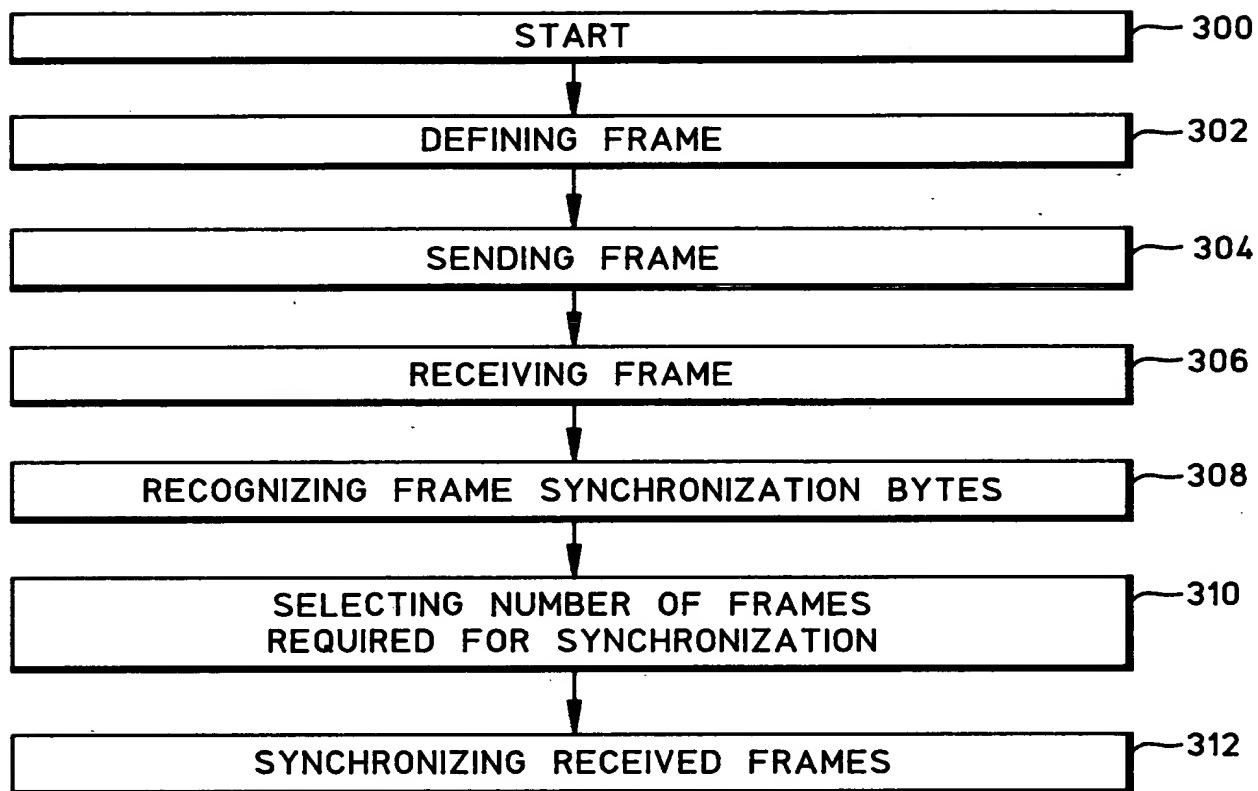 START
300
DEFINING FRAME
302
SENDING FRAME
304
RECEIVING FRAME
306
RECOGNIZING FRAME SYNCHRONIZATION BYTES
308
SELECTING NUMBER OF FRAMES
REQUIRED FOR SYNCHRONIZATION
310
SYNCHRONIZING RECEIVED FRAMES
312